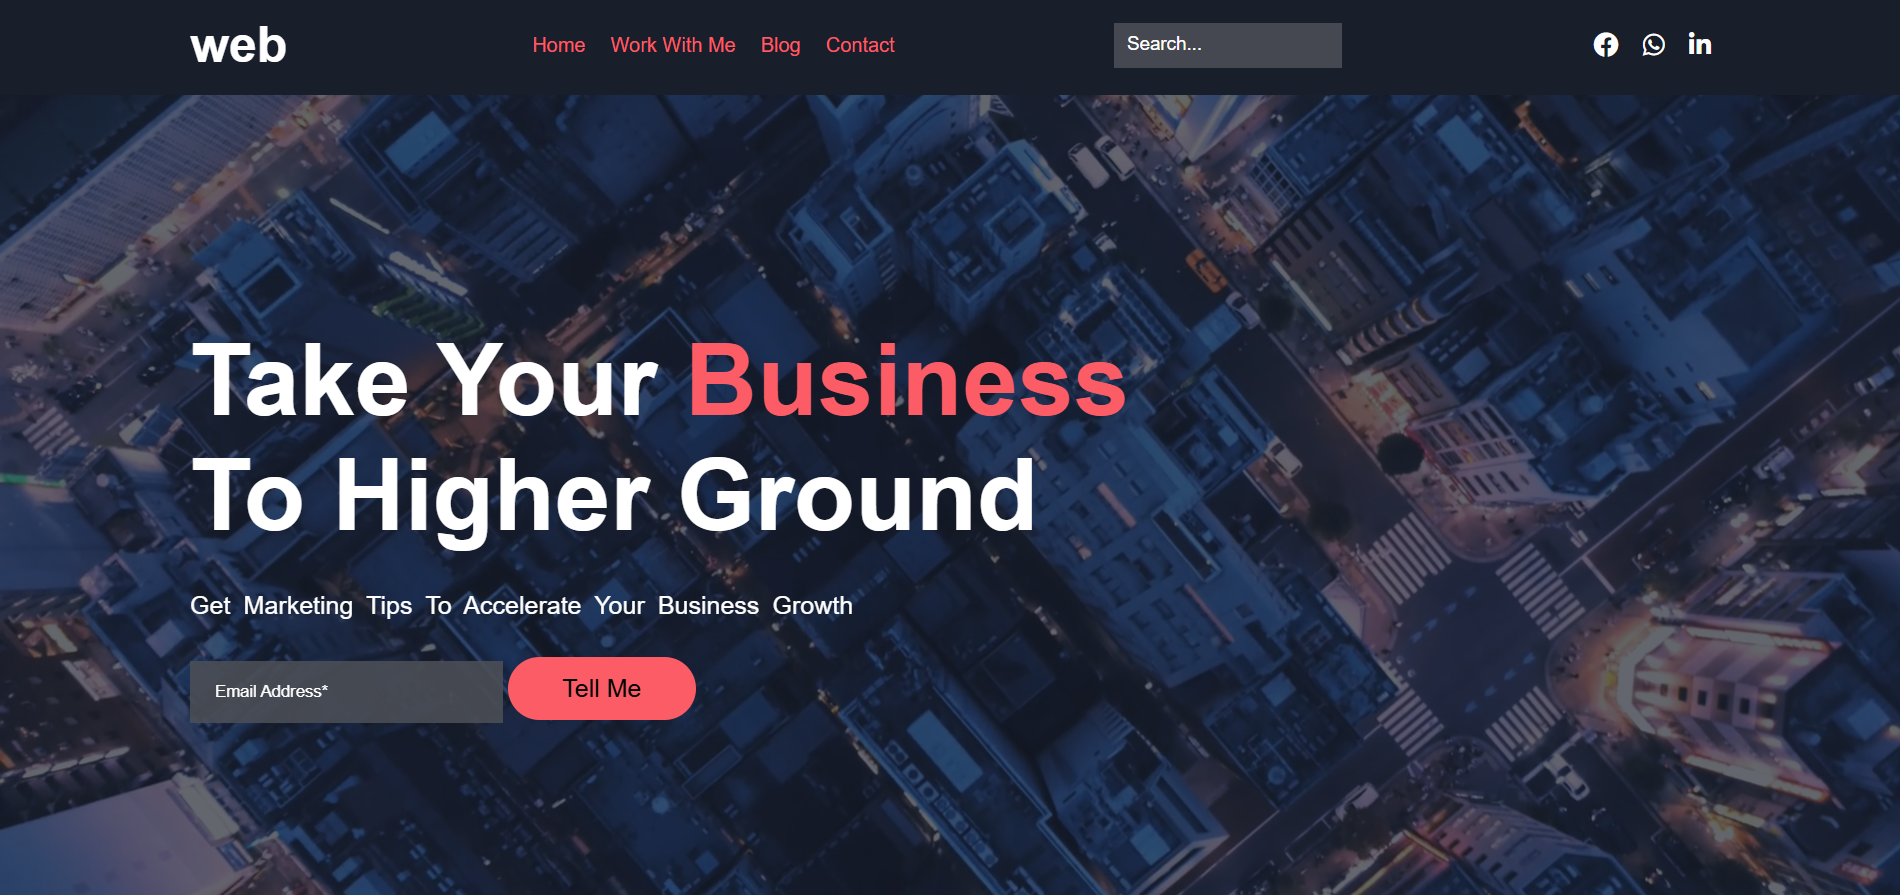 web
Home Work With Me Blog Contact
Search...
Take Your Business
To Higher Ground
Get Marketing Tips To Accelerate Your Business Growth
Email Address*
Tell Me